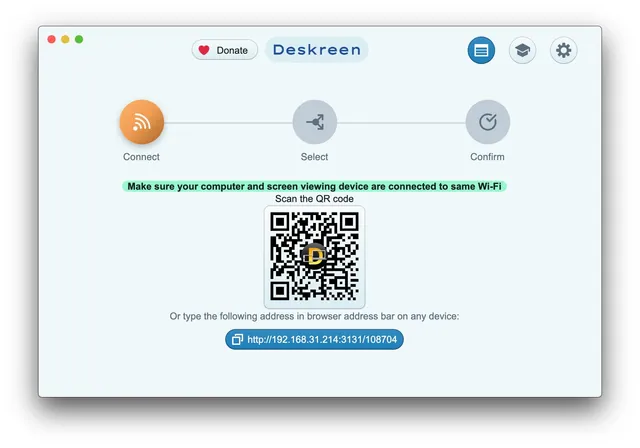 Donate
Deskreen
Connect
Select
Confirm
Make sure your computer and screen viewing device are connected to same Wi-Fi
Scan the QR code
D
Or type the following address in browser address bar on any device:
http://192.168.31.214:3131/108704